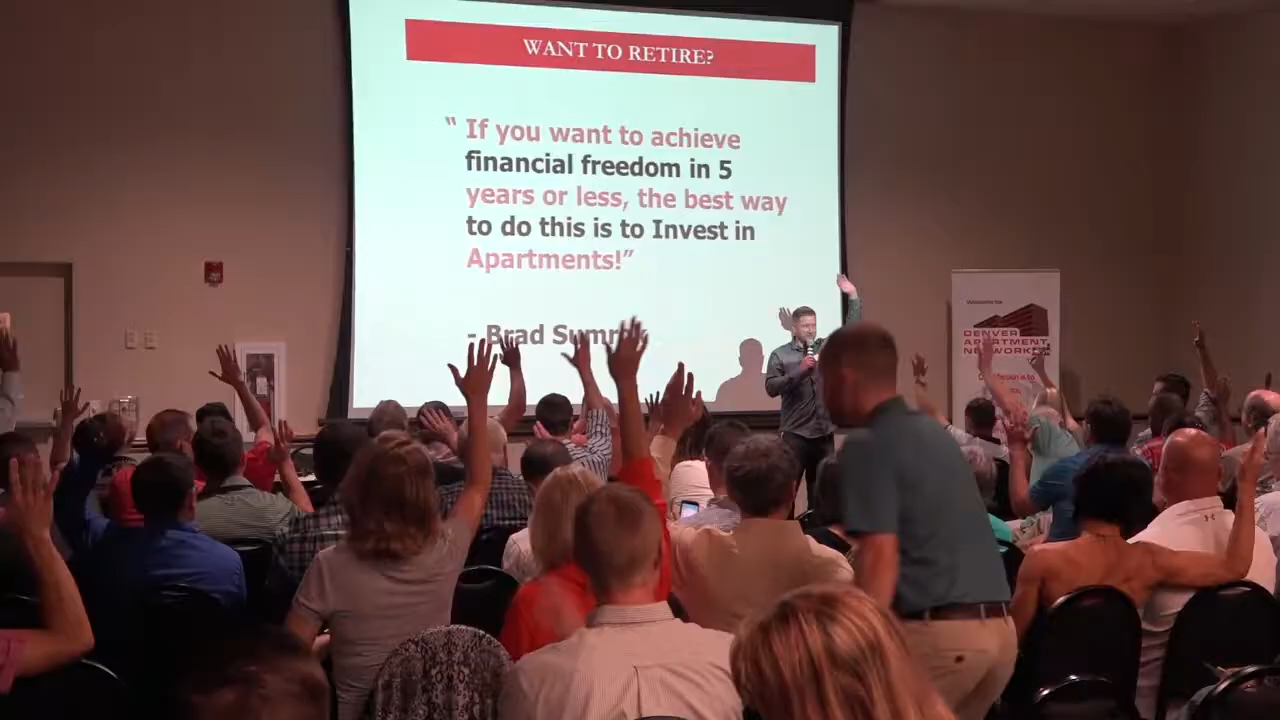 WANT TO RETIRE?
“ If you want to achieve
financial freedom in 5
years or less, the best way
to do this is to Invest in
Apartments!”
- Brad
DENVER
APARTMENT
NETWORK